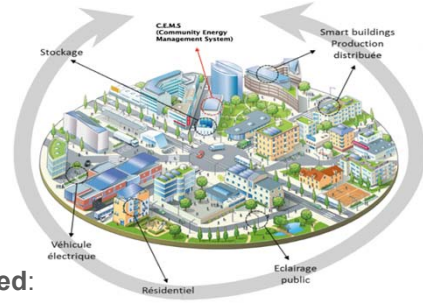 C.E.M.S
(Community Energy
Management System)
Stockage
Smart buildings
Production
distribuée
Véhicule
électrique
Résidentiel
Eclairage
public
ed: